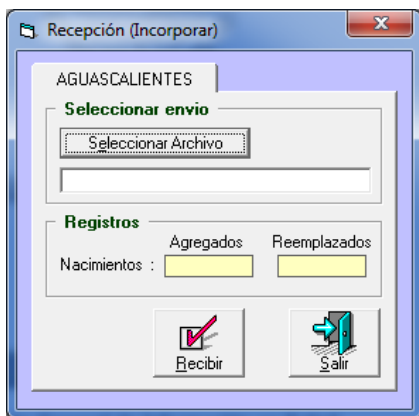 Recepción (Incorporar)
AGUASCALIENTES
Seleccionar envio
Seleccionar Archivo
Registros
Agregados Reemplazados
Nacimientos :
Recibir Salir